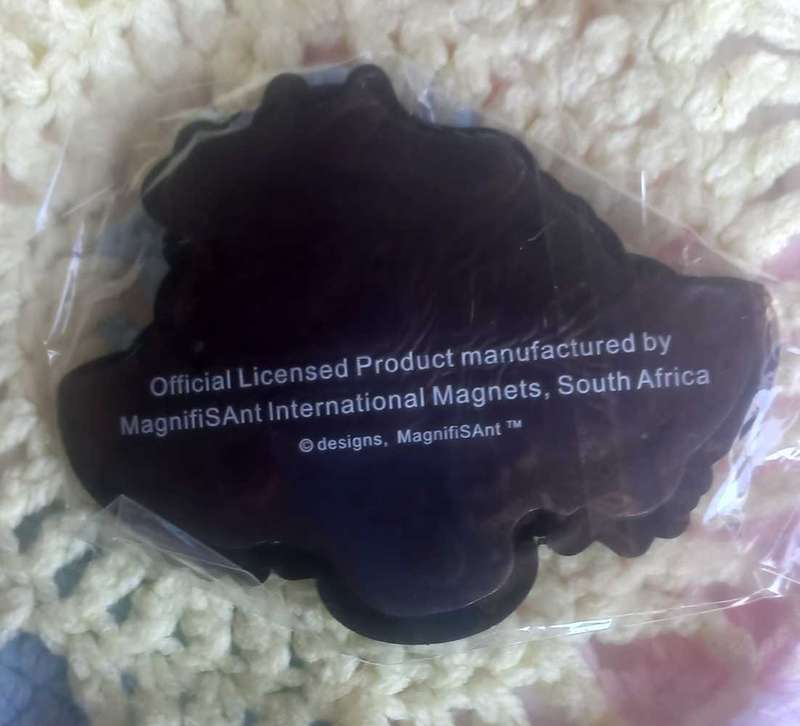 Official Licensed Product manufactured by
MagnifiSAnt International Magnets, South Africa
© designs, MagnifiSAnt ™